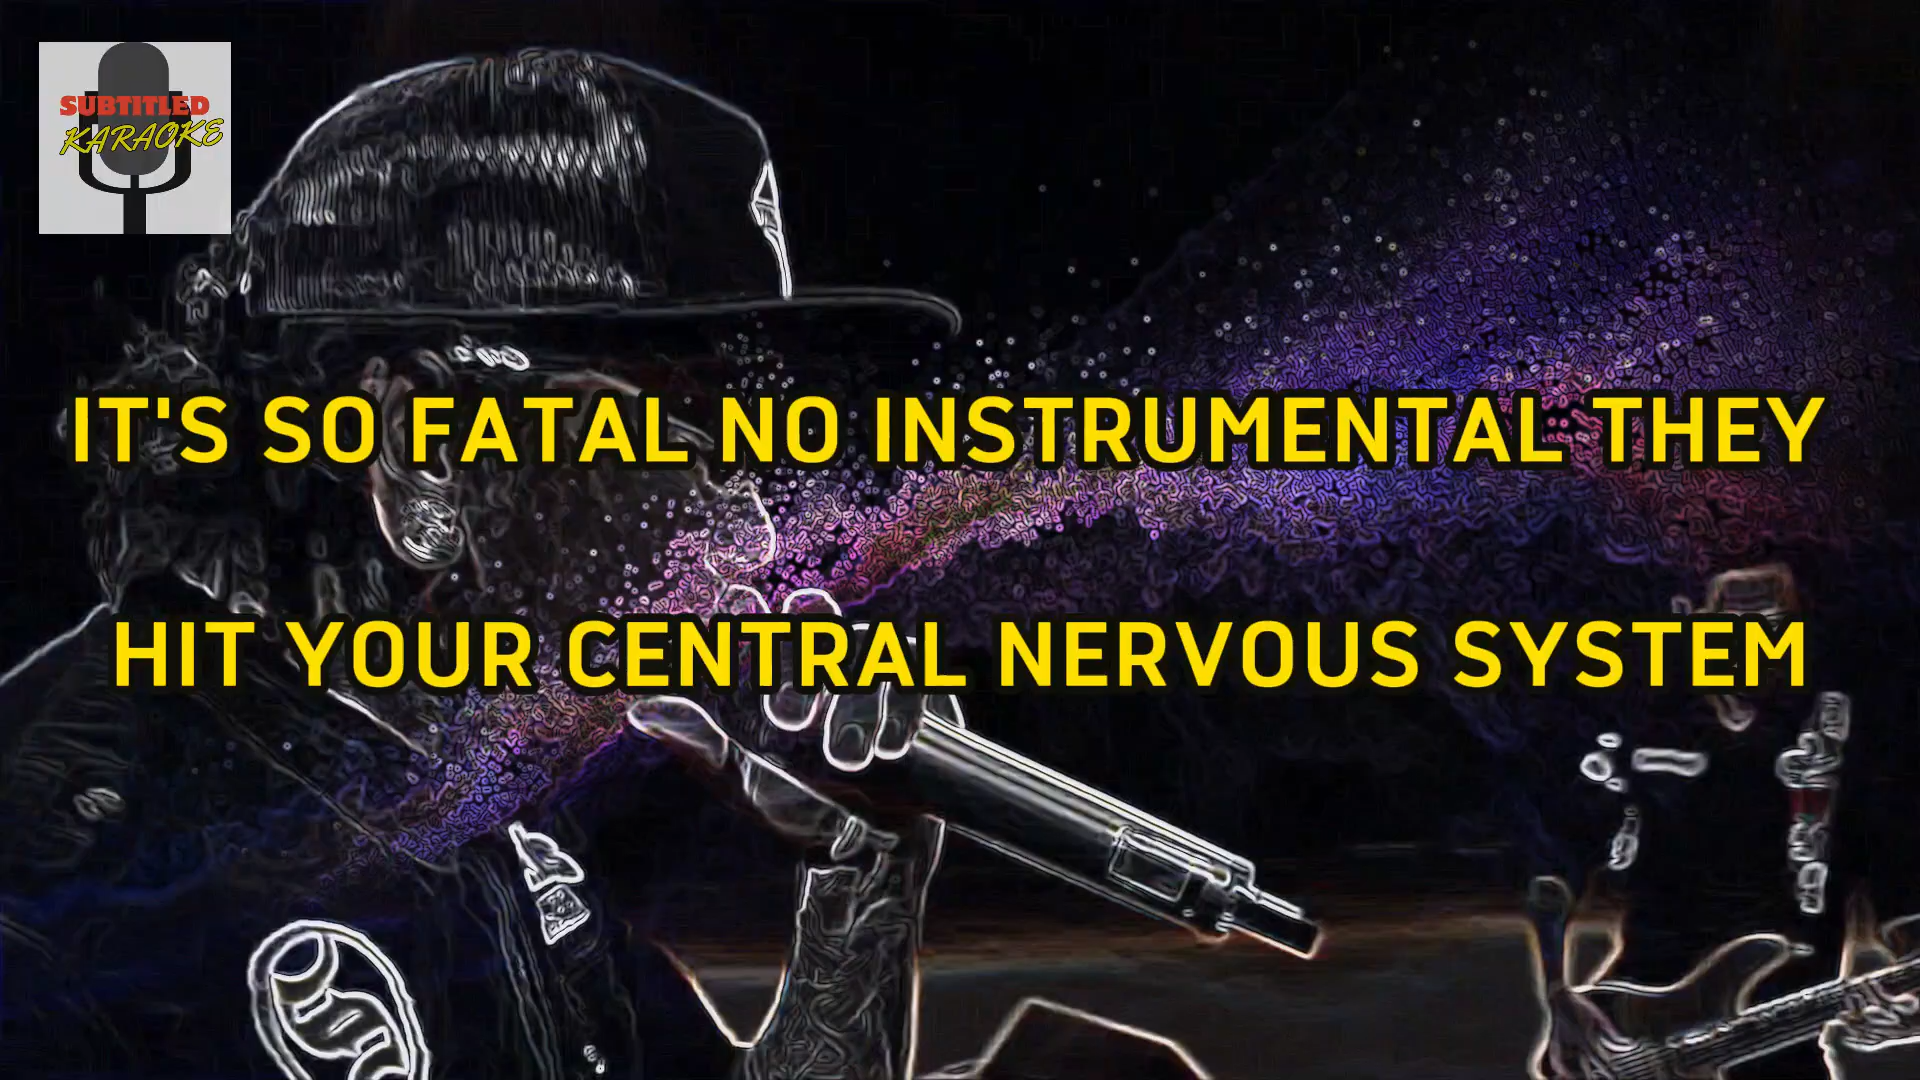 SUBTITLED
KARAOKE
IT'S SO FATAL NO INSTRUMENTAL THEY
HIT YOUR CENTRAL NERVOUS SYSTEM